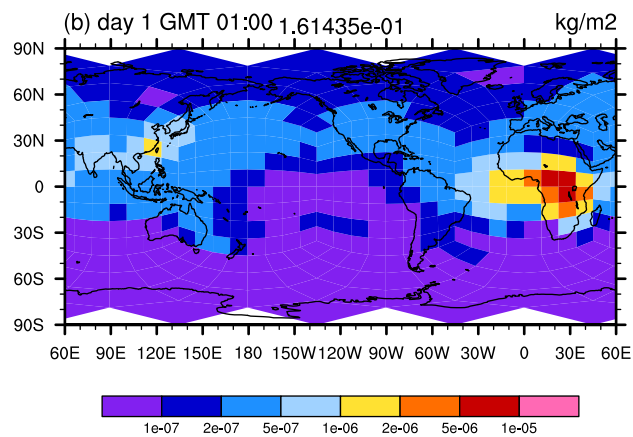 (b) day 1 GMT 01:00 1.61435e-01 kg/m2
90N
60N
30N
0
30S
60S
90S
60E 90E 120E 150E 180 150W 120W 90W 60W 30W 0 30E 60E
1e-07 2e-07 5e-07 1e-06 2e-06 5e-06 1e-05